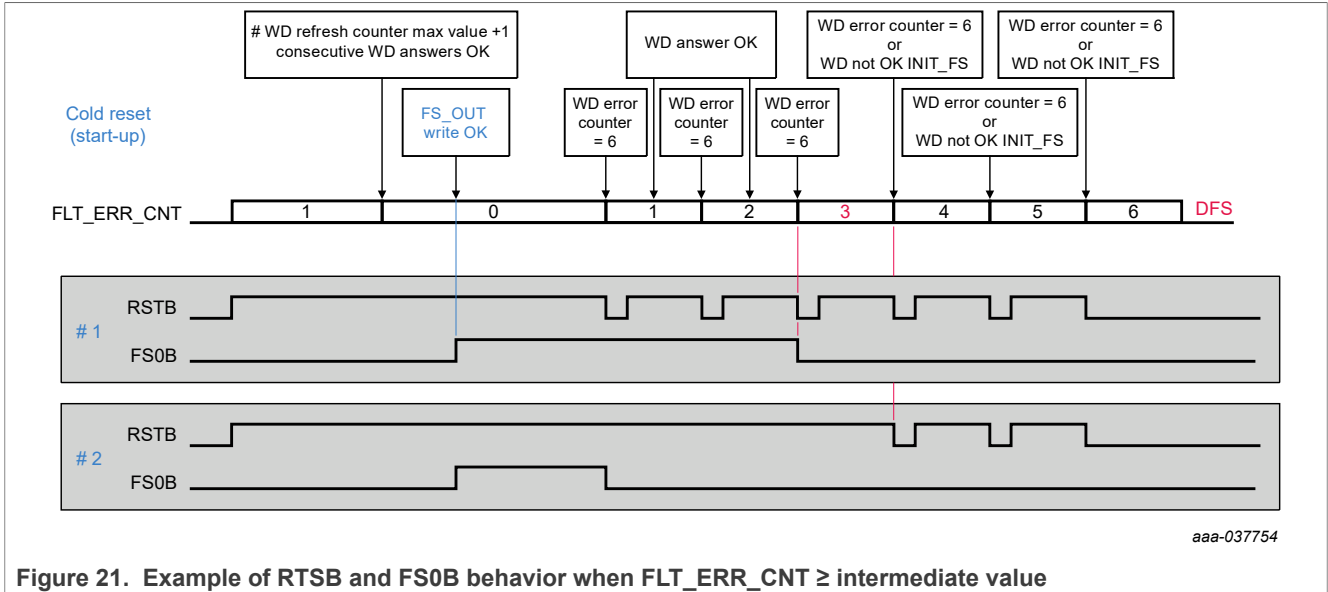 # WD refresh counter max value +1
consecutive WD answers OK
WD answer OK
WD error counter = 6
or
WD not OK INIT_FS
WD error counter = 6
or
WD not OK INIT_FS
Cold reset
(start-up)
FS_OUT
write OK
WD error
counter
= 6
WD error
counter
= 6
WD error
counter
= 6
WD error counter = 6
or
WD not OK INIT_FS
FLT_ERR_CNT 1 0 1 2 3 4 5 6 DFS
# 1
RSTB
FS0B
# 2
RSTB
FS0B
aaa-037754
Figure 21. Example of RTSB and FS0B behavior when FLT_ERR_CNT ≥ intermediate value